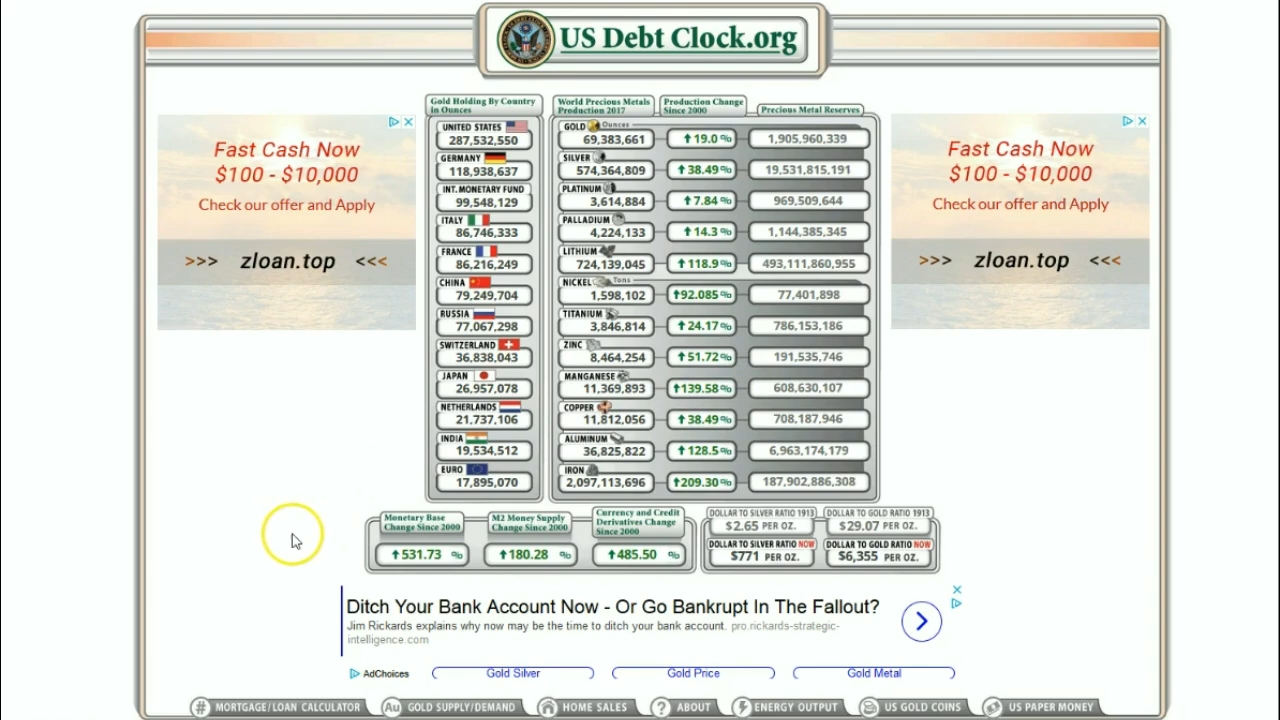 US Debt Clock.org
Gold Holding By Country
in Ounces
World Precious Metals
Production 2017
Production Change
Since 2000
Precious Metal Reserves
Fast Cash Now
$100 - $10,000
Check our offer and Apply
>>> zloan.top <<<
UNITED STATES
287,532,550
GERMANY
118,938,637
INT. MONETARY FUND
99,548,129
ITALY
86,746,333
FRANCE
86,216,249
CHINA
79,249,704
RUSSIA
77,067,298
SWITZERLAND
36,838,043
JAPAN
26,957,078
NETHERLANDS
21,737,106
INDIA
19,534,512
EURO
17,895,070
GOLD Ounces
69,383,661 19.0 % 1,905,960,339
SILVER
574,364,809 38.49 % 19,531,815,191
PLATINUM
3,614,884 7.84 % 969,509,644
PALLADIUM
4,224,133 14.3 % 1,144,385,345
LITHIUM
724,139,045 118.9 % 493,111,860,955
NICKEL Tons
1,598,102 92.085 % 77,401,898
TITANIUM
3,846,814 24.17 % 786,153,186
ZINC
8,464,254 51.72 % 191,535,746
MANGANESE
11,369,893 139.58 % 608,630,107
COPPER
11,812,056 38.49 % 708,187,946
ALUMINUM
36,825,822 128.5 % 6,963,174,179
IRON
2,097,113,696 209.30 % 187,902,886,308
Fast Cash Now
$100 - $10,000
Check our offer and Apply
>>> zloan.top <<<
Monetary Base
Change Since 2000
531.73 %
M2 Money Supply
Change Since 2000
180.28 %
Currency and Credit
Derivatives Change
Since 2000
485.50 %
DOLLAR TO SILVER RATIO 1913
$2.65 PER OZ.
DOLLAR TO GOLD RATIO 1913
$29.07 PER OZ.
DOLLAR TO SILVER RATIO NOW
$771 PER OZ.
DOLLAR TO GOLD RATIO NOW
$6,355 PER OZ.
Ditch Your Bank Account Now - Or Go Bankrupt In The Fallout?
Jim Rickards explains why now may be the time to ditch your bank account. pro.rickards-strategic-
intelligence.com
AdChoices Gold Silver Gold Price Gold Metal
# MORTGAGE/LOAN CALCULATOR Au GOLD SUPPLY/DEMAND HOME SALES ? ABOUT ENERGY OUTPUT US GOLD COINS US PAPER MONEY